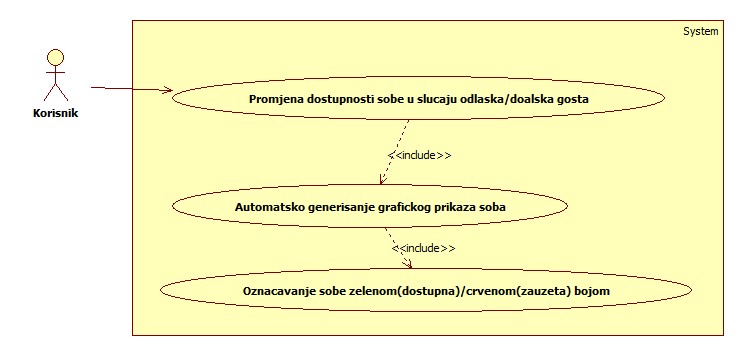 System
Korisnik
Promjena dostupnosti sobe u slucaju odlaska/doalska gosta
<<include>>
Automatsko generisanje grafickog prikaza soba
<<include>>
Oznacavanje sobe zelenom(dostupna)/crvenom(zauzeta) bojom